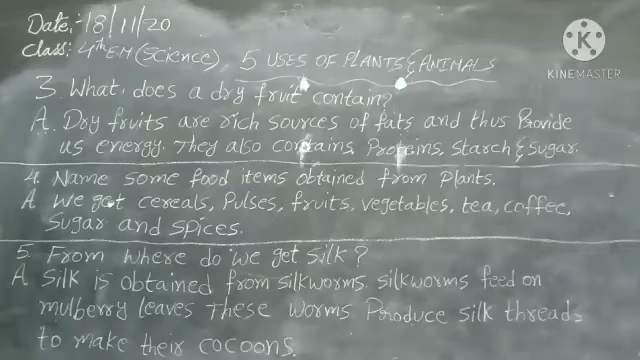 Date:-18/11/20
Class:- 4th EM (Science), 5 USES OF PLANTS & ANIMALS
KINEMASTER
3 What does a dry fruit contain?
A. Dry fruits are rich sources of fats and thus Provide
us energy. They also contains Proteins, Starch & Sugar.
4. Name some food items obtained from Plants.
A We get cereals, Pulses, fruits, vegetables, tea, coffee,
Sugar and spices.
5. From Where do we get Silk?
A Silk is obtained from silkworms. silkworms feed on
mulberry leaves These worms Produce silk threads
to make their cocoons.